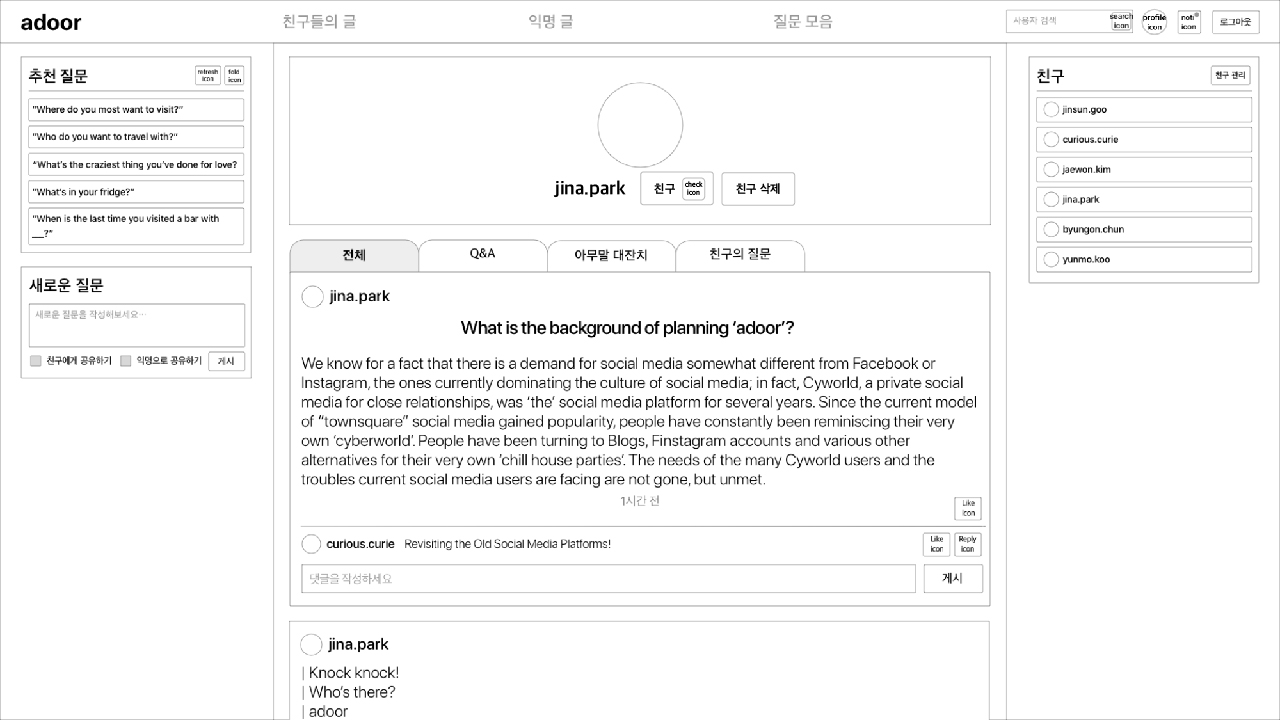 adoor
친구들의 글
익명 글
질문 모음
사용자 검색
search icon
profile icon
noti icon
로그아웃
추천 질문
refresh icon
fold icon
"Where do you most want to visit?"
"Who do you want to travel with?"
"What's the craziest thing you've done for love?
"What's in your fridge?"
"When is the last time you visited a bar with
__?"
새로운 질문
새로운 질문을 작성해보세요…
친구에게 공유하기
익명으로 공유하기
게시
jina.park
친구
check icon
친구 삭제
전체
Q&A
아무말 대잔치
친구의 질문
jina.park
What is the background of planning 'adoor'?
We know for a fact that there is a demand for social media somewhat different from Facebook or
Instagram, the ones currently dominating the culture of social media; in fact, Cyworld, a private social
media for close relationships, was 'the' social media platform for several years. Since the current model
of "townsquare" social media gained popularity, people have constantly been reminiscing their very
own 'cyberworld'. People have been turning to Blogs, Finstagram accounts and various other
alternatives for their very own 'chill house parties'. The needs of the many Cyworld users and the
troubles current social media users are facing are not gone, but unmet.
1시간 전
Like icon
curious.curie Revisiting the Old Social Media Platforms!
Like icon
Reply icon
댓글을 작성하세요
게시
jina.park
| Knock knock!
| Who's there?
| adoor
친구
친구 관리
jinsun.goo
curious.curie
jaewon.kim
jina.park
byungon.chun
yunmo.koo